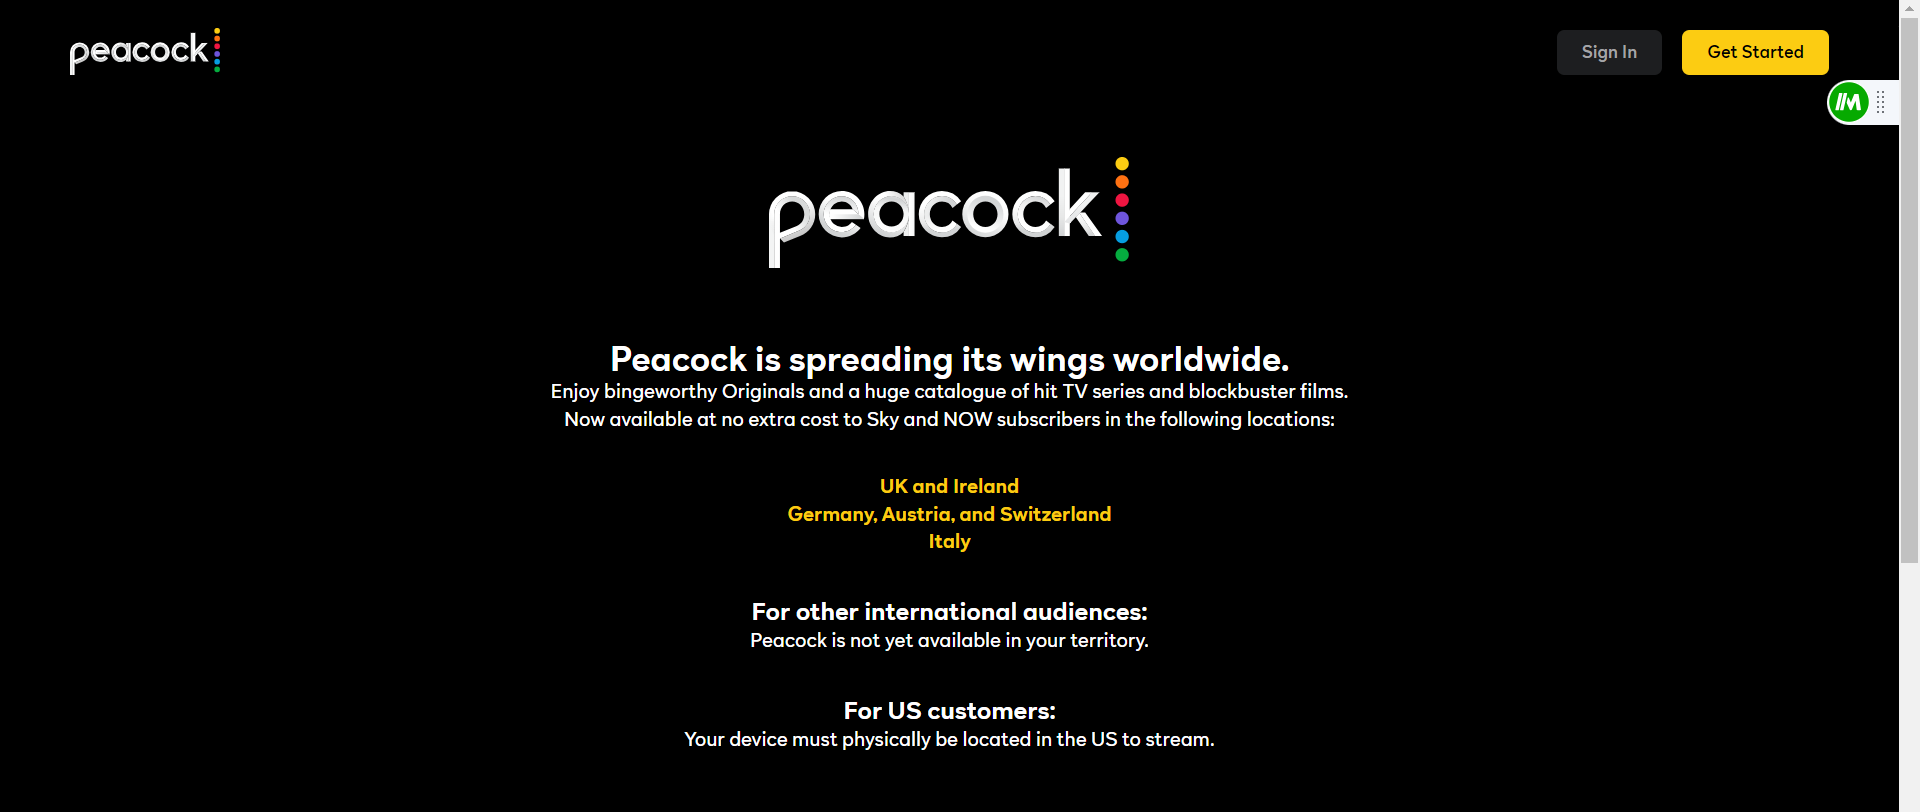 peacock
Sign In
Get Started
peacock
Peacock is spreading its wings worldwide.
Enjoy bingeworthy Originals and a huge catalogue of hit TV series and blockbuster films.
Now available at no extra cost to Sky and NOW subscribers in the following locations:
UK and Ireland
Germany, Austria, and Switzerland
Italy
For other international audiences:
Peacock is not yet available in your territory.
For US customers:
Your device must physically be located in the US to stream.